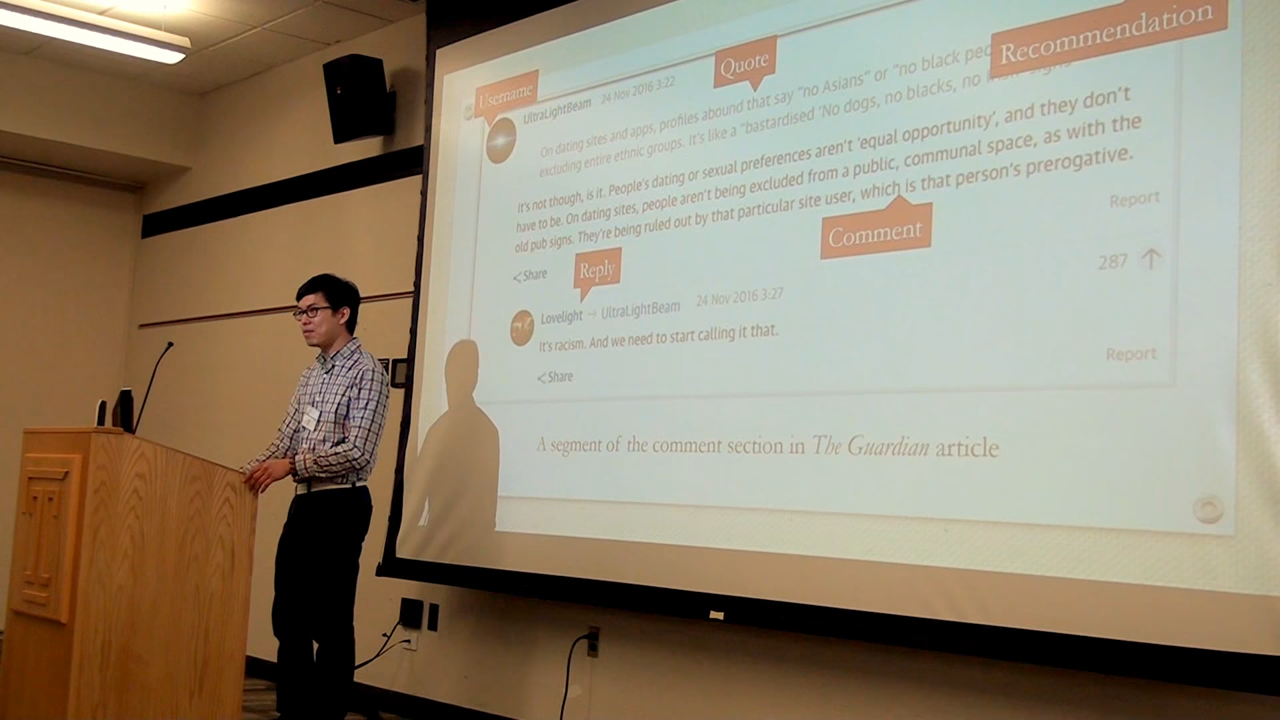 Recommendation
Quote
Username
UltraLightBeam 24 Nov 2016 3:22
On dating sites and apps, profiles abound that say "no Asians" or "no black
excluding entire ethnic groups. It's like a "bastardised 'No dogs, no blacks, no
It's not though, is it. People's dating or sexual preferences aren't 'equal opportunity', and they don't
have to be. On dating sites, people aren't being excluded from a public, communal space, as with the
old pub signs. They're being ruled out by that particular site user, which is that person's prerogative.
Report
Comment
Share
Reply
287
Lovelight → UltraLightBeam 24 Nov 2016 3:27
It's racism. And we need to start calling it that.
Report
Share
A segment of the comment section in The Guardian article